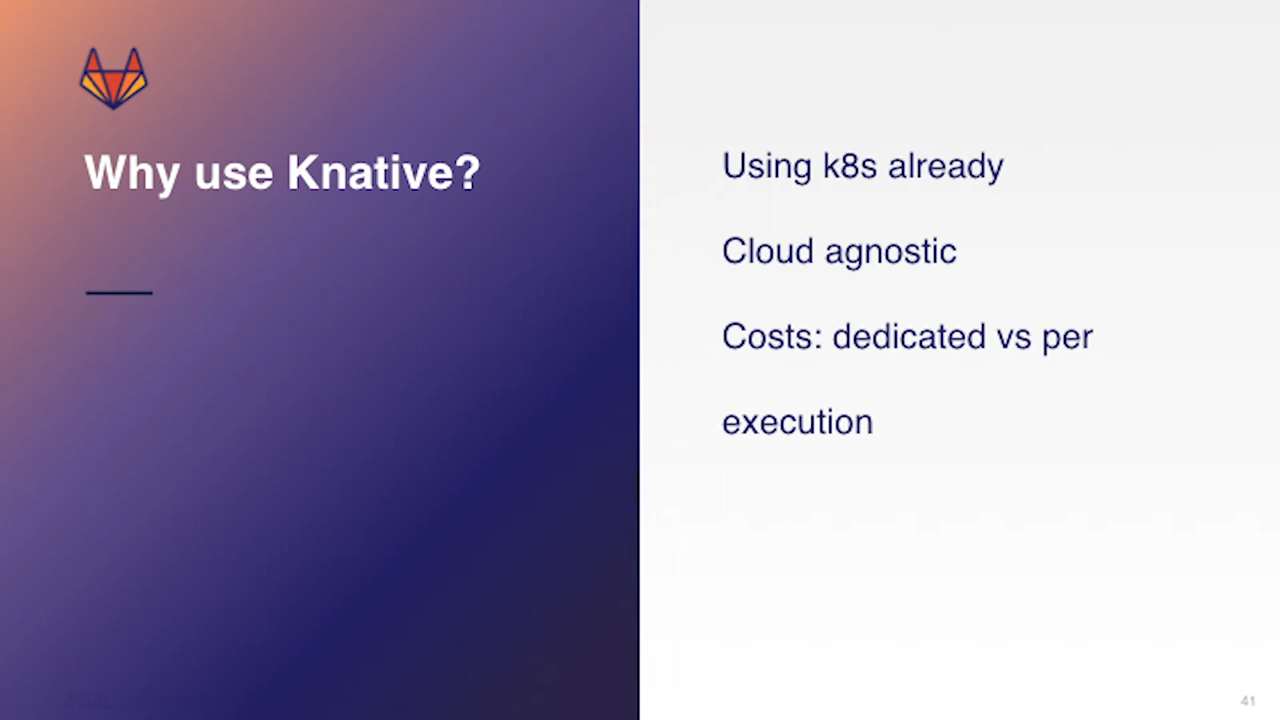 Why use Knative?
Using k8s already
Cloud agnostic
Costs: dedicated vs per
execution
41